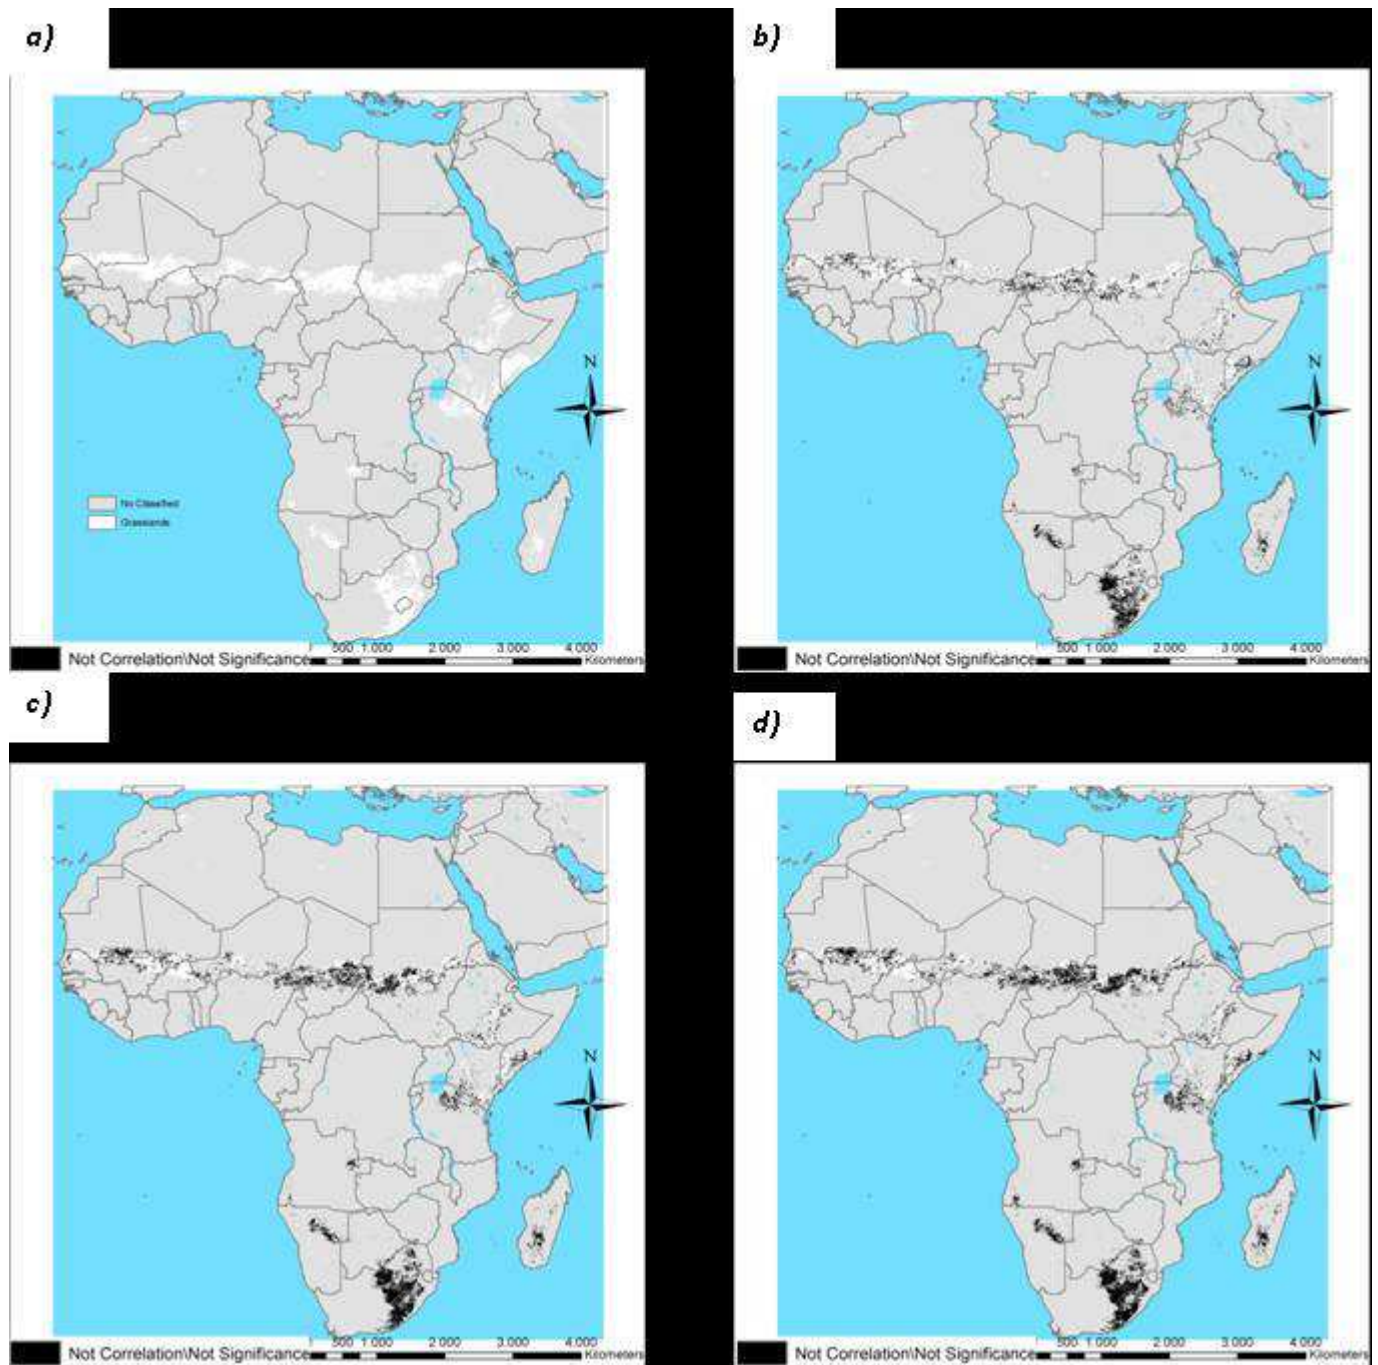 a)
b)
N
N
No Classified
Grasslands
500 1 000 2 000 3 000 4 000
Not Correlation\Not Significance Kilometers
500 1 000 2 000 3 000 4 000
Not Correlation\Not Significance Kilometers
c)
d)
N
N
500 1 000 2 000 3 000 4 000
Not Correlation\Not Significance Kilometers
500 1 000 2 000 3 000 4 000
Not Correlation\Not Significance Kilometers